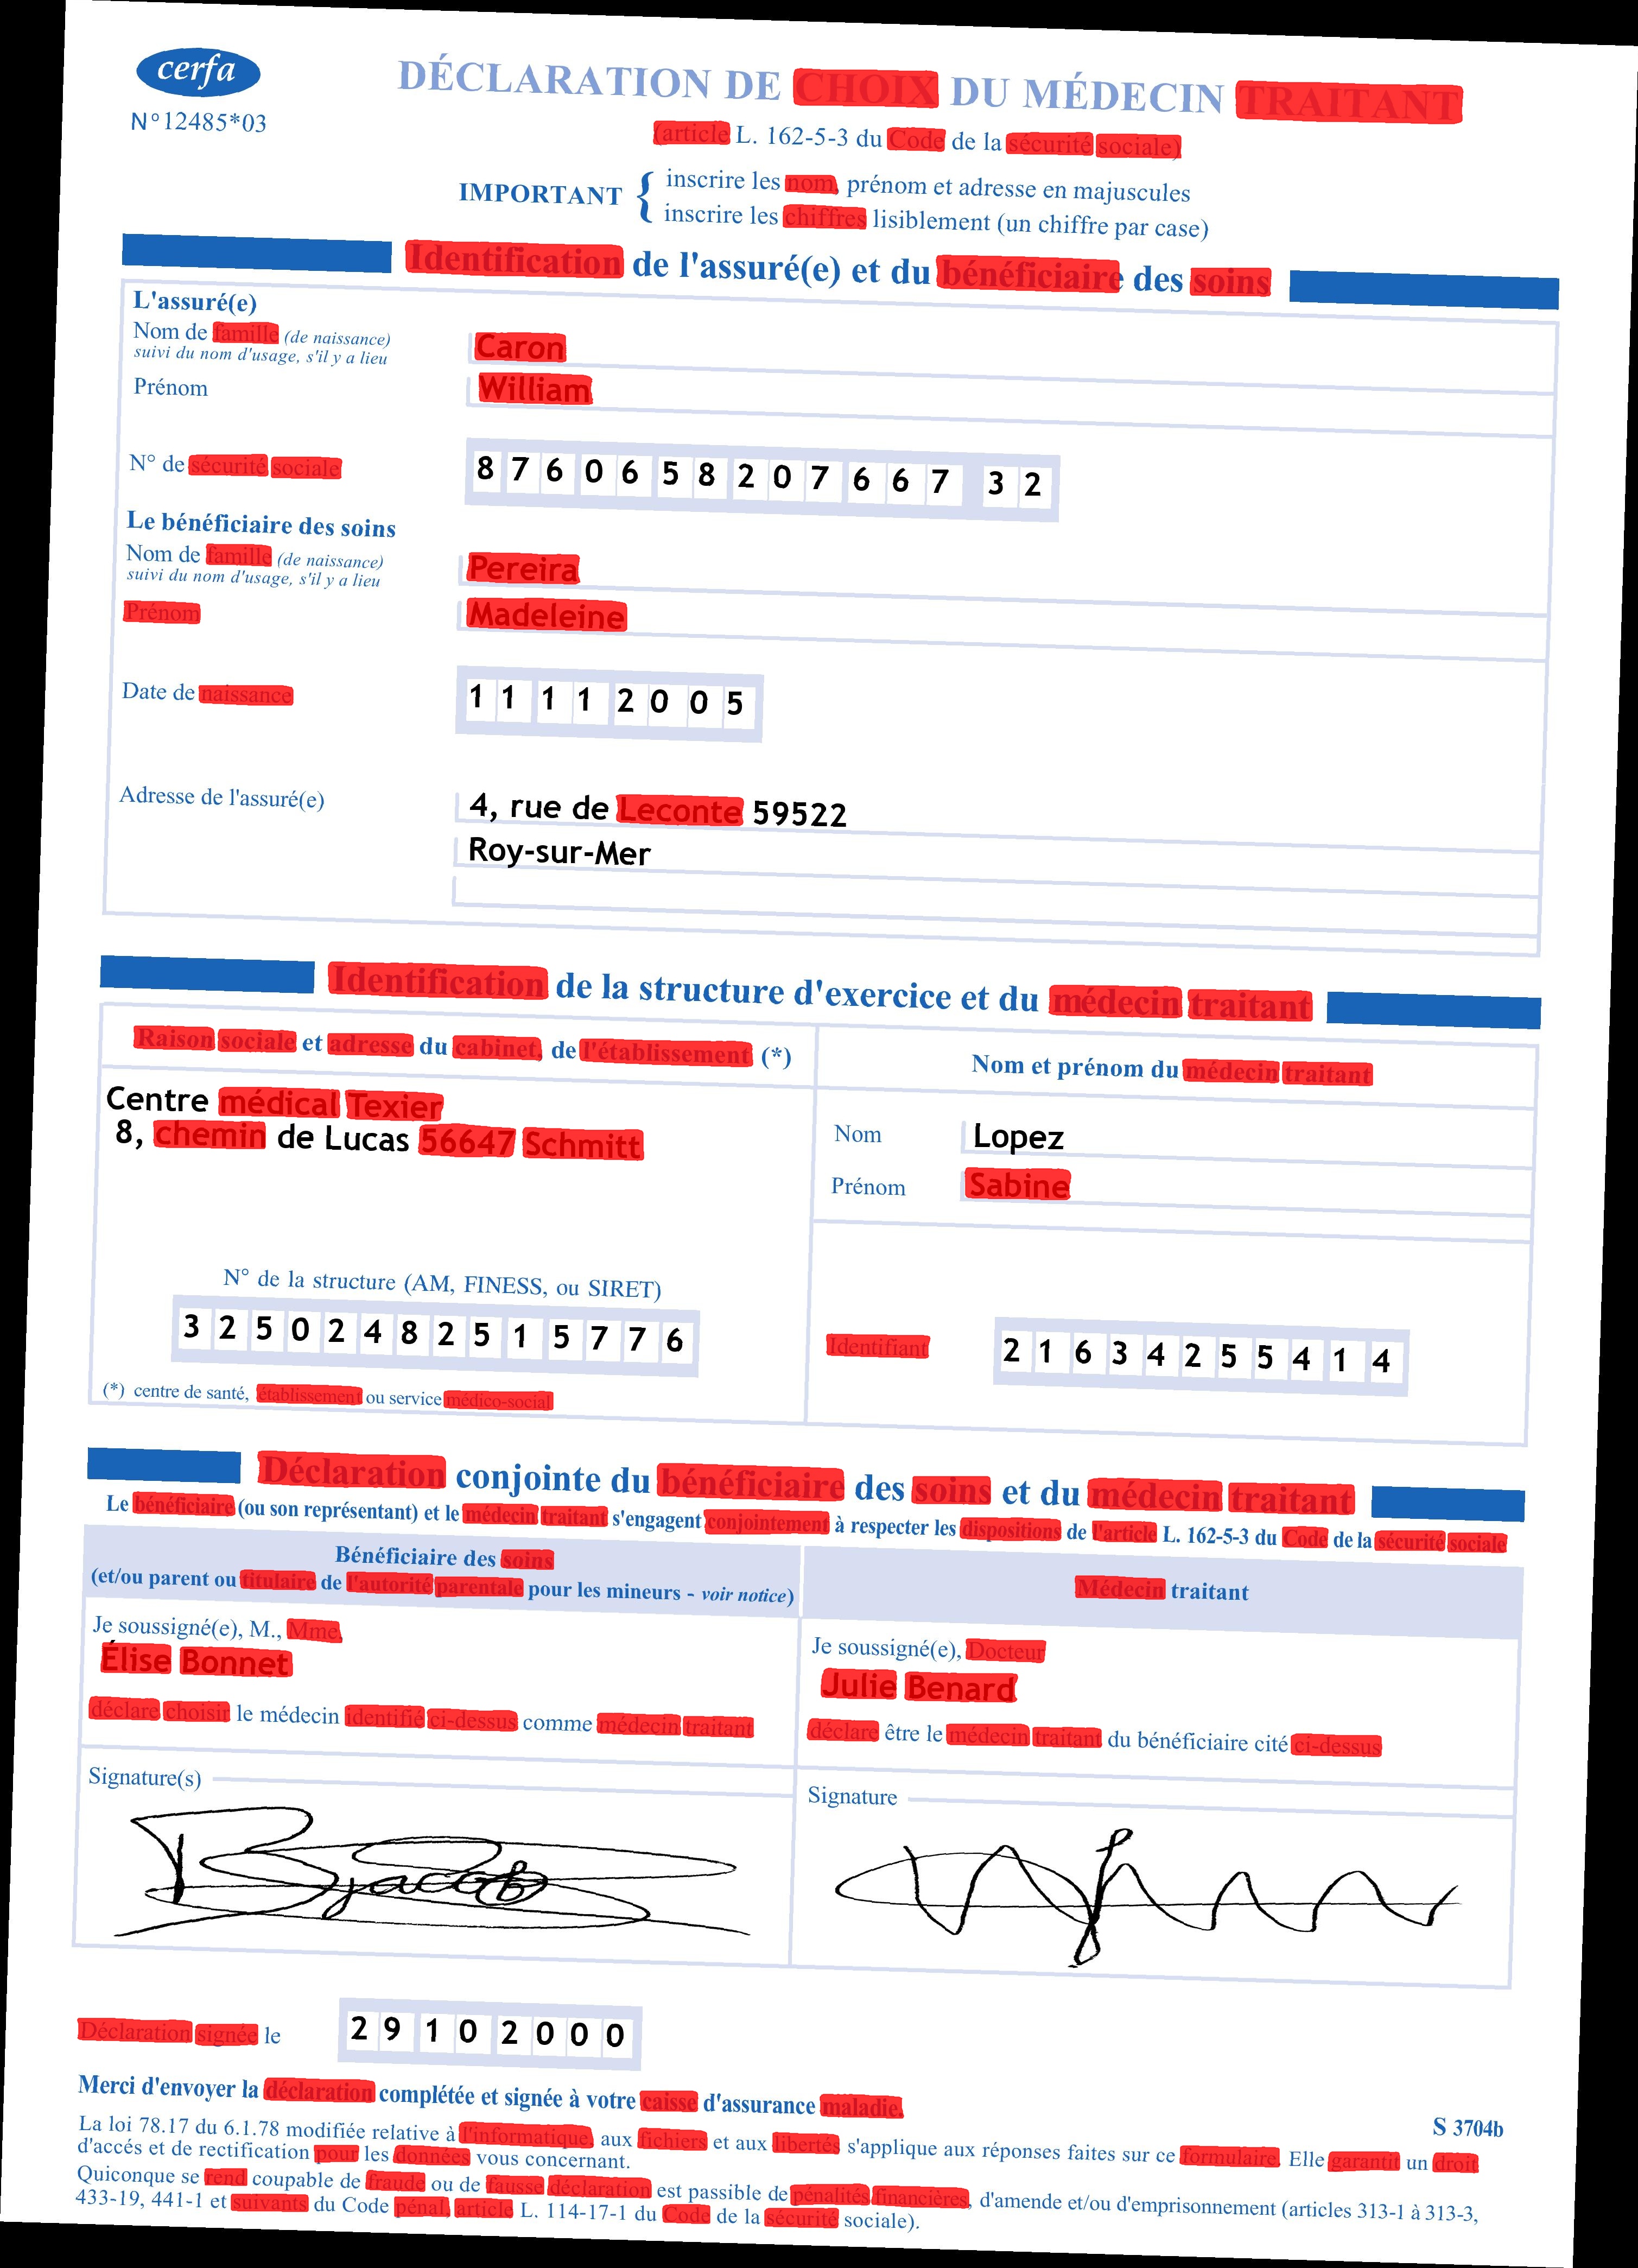 cerfa
N°12485*03
DÉCLARATION DE CHOIX DU MÉDECIN TRAITANT
(article L. 162-5-3 du Code de la sécurité sociale)
IMPORTANT { inscrire les nom, prénom et adresse en majuscules
inscrire les chiffres lisiblement (un chiffre par case)
Identification de l'assuré(e) et du bénéficiaire des soins
L'assuré(e)
Nom de famille (de naissance)
suivi du nom d'usage, s'il y a lieu
Caron
Prénom
William
N° de sécurité sociale
8 7 6 0 6 5 8 2 0 7 6 6 7 3 2
Le bénéficiaire des soins
Nom de famille (de naissance)
suivi du nom d'usage, s'il y a lieu
Pereira
Prénom
Madeleine
Date de naissance
1 1 1 1 2 0 0 5
Adresse de l'assuré(e)
4, rue de Leconte 59522
Roy-sur-Mer
Identification de la structure d'exercice et du médecin traitant
Raison sociale et adresse du cabinet, de l'établissement (*)
Centre médical Texier
8, chemin de Lucas 56647 Schmitt
N° de la structure (AM, FINESS, ou SIRET)
3 2 5 0 2 4 8 2 5 1 5 7 7 6
(*) centre de santé, établissement ou service médico-social
Nom et prénom du médecin traitant
Nom Lopez
Prénom Sabine
Identifiant 2 1 6 3 4 2 5 5 4 1 4
Déclaration conjointe du bénéficiaire des soins et du médecin traitant
Le bénéficiaire (ou son représentant) et le médecin traitant s'engagent conjointement à respecter les dispositions de l'article L. 162-5-3 du Code de la sécurité sociale
Bénéficiaire des soins
(et/ou parent ou titulaire de l'autorité parentale pour les mineurs - voir notice)
Je soussigné(e), M., Mme,
Élise Bonnet
déclare choisir le médecin identifié ci-dessus comme médecin traitant
Signature(s)
Médecin traitant
Je soussigné(e), Docteur
Julie Benard
déclare être le médecin traitant du bénéficiaire cité ci-dessus
Signature
Déclaration signée le
2 9 1 0 2 0 0 0
Merci d'envoyer la déclaration complétée et signée à votre caisse d'assurance maladie.
S 3704b
La loi 78.17 du 6.1.78 modifiée relative à l'informatique, aux fichiers et aux libertés s'applique aux réponses faites sur ce formulaire. Elle garantit un droit
d'accés et de rectification pour les données vous concernant.
Quiconque se rend coupable de fraude ou de fausse déclaration est passible de pénalités financières, d'amende et/ou d'emprisonnement (articles 313-1 à 313-3,
433-19, 441-1 et suivants du Code pénal, article L. 114-17-1 du Code de la sécurité sociale).